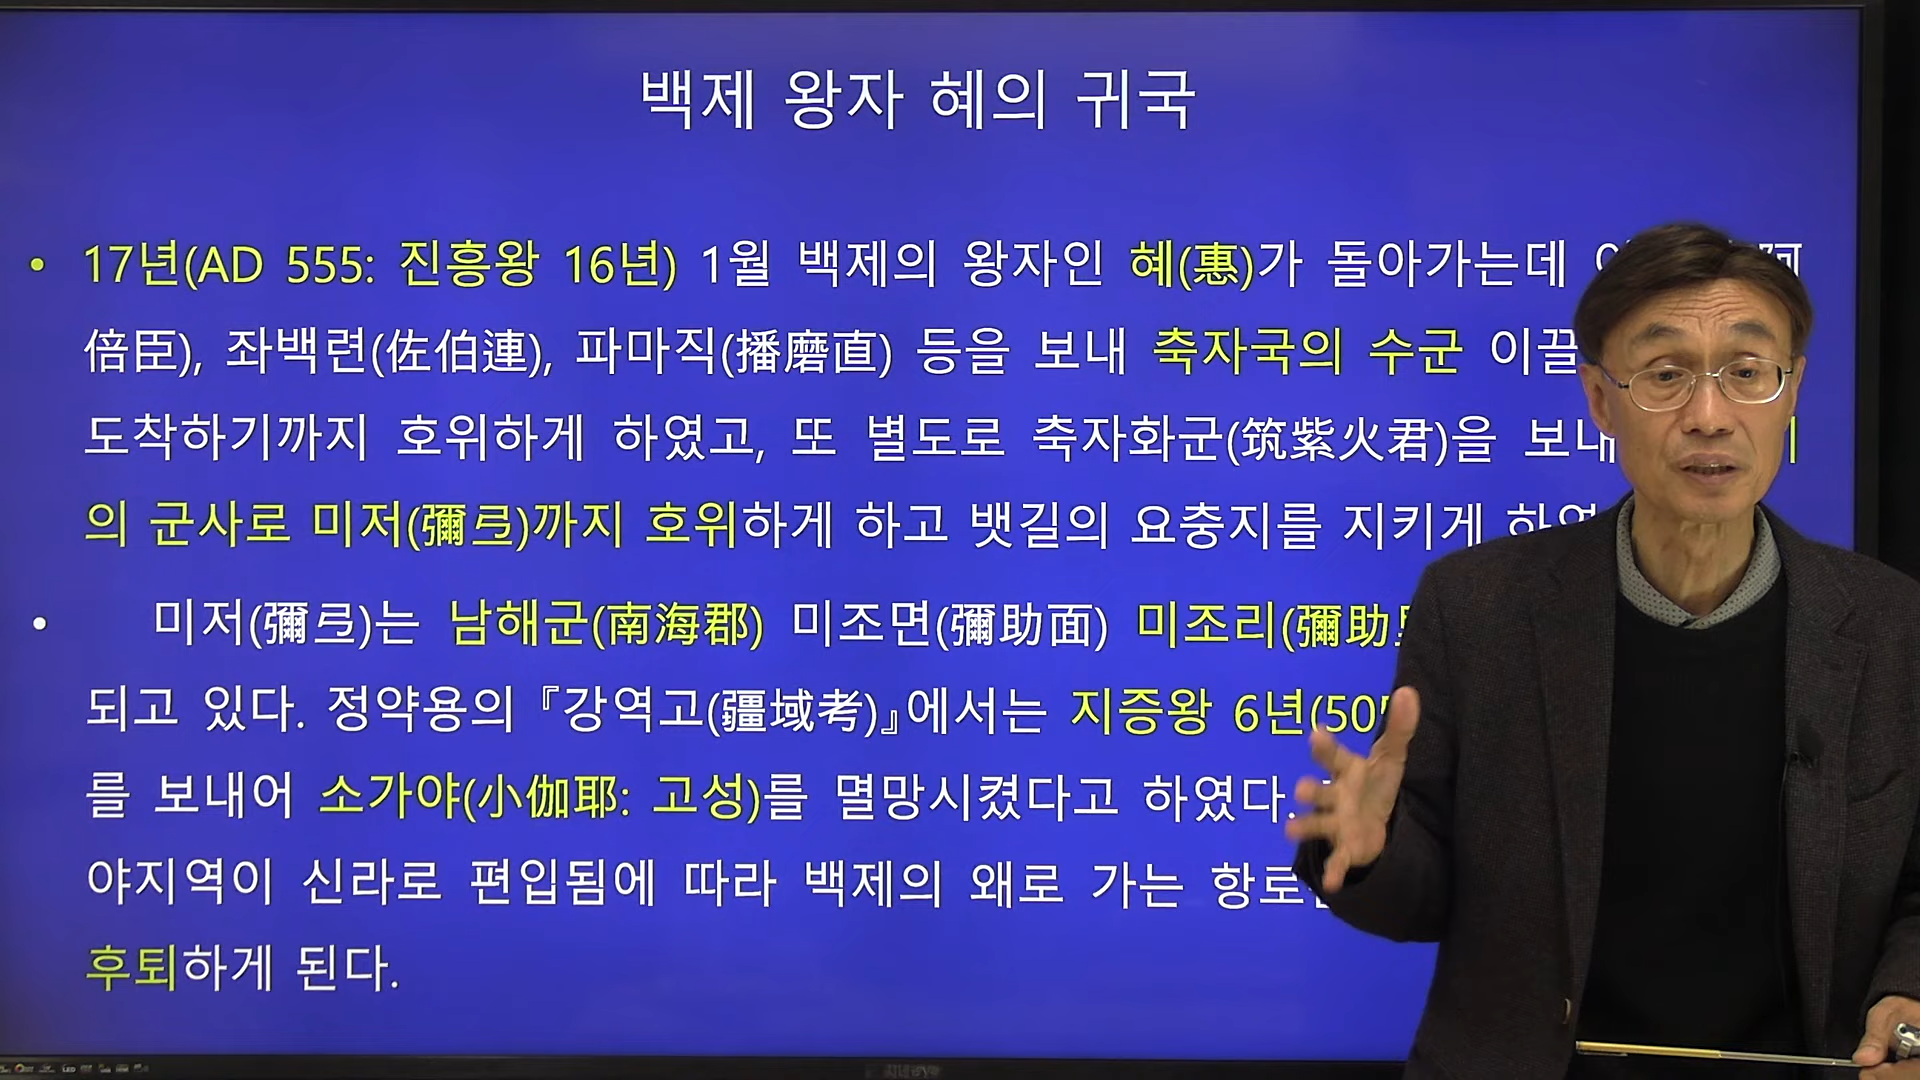 백제 왕자 혜의 귀국
• 17년(AD 555: 진흥왕 16년) 1월 백제의 왕자인 혜(惠)가 돌아가는데
倍臣), 좌백련(佐伯連), 파마직(播磨直) 등을 보내 축자국의 수군 이끌
도착하기까지 호위하게 하였고, 또 별도로 축자화군(筑紫火君)을 보내
의 군사로 미저(彌弖)까지 호위하게 하고 뱃길의 요충지를 지키게
• 미저(彌弖)는 남해군(南海郡) 미조면(彌助面) 미조리(彌助
되고 있다. 정약용의 『강역고(疆域考)』에서는 지증왕 6년(50
를 보내어 소가야(小伽耶: 고성)를 멸망시켰다고 하였다.
야지역이 신라로 편입됨에 따라 백제의 왜로 가는
후퇴하게 된다.